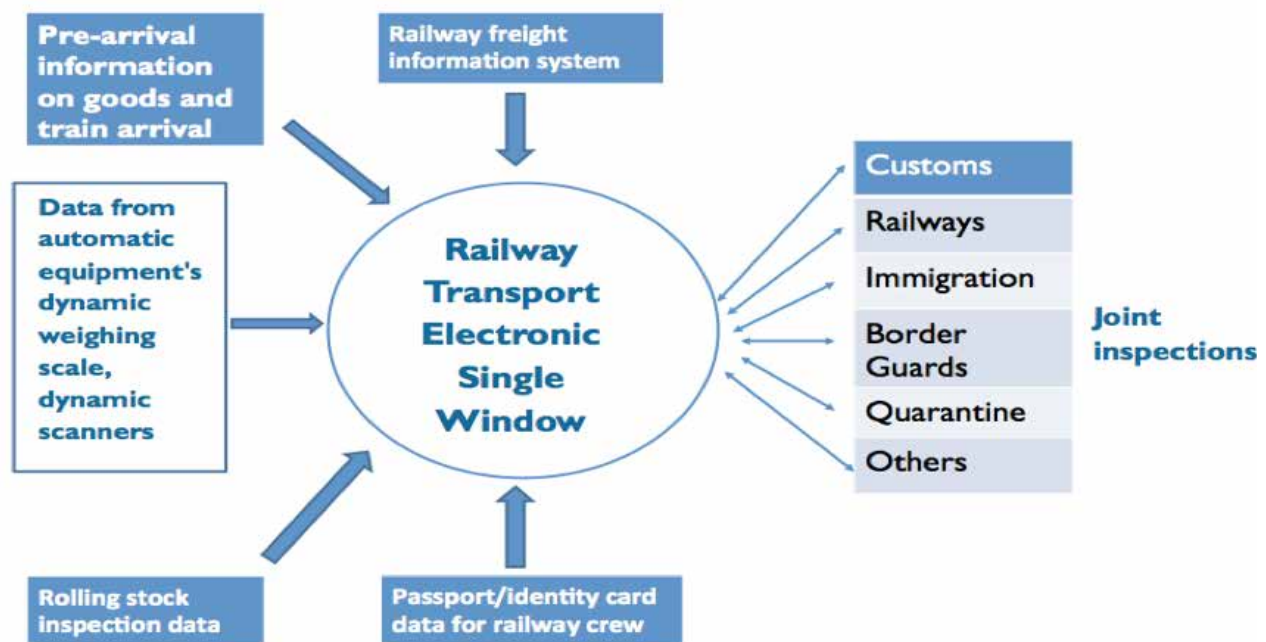 Pre-arrival
information
on goods and
train arrival
Railway freight
information system
Data from
automatic
equipment's
dynamic
weighing
scale,
dynamic
scanners
Railway
Transport
Electronic
Single
Window
Customs
Railways
Immigration
Border
Guards
Quarantine
Others
Joint
inspections
Rolling stock
inspection data
Passport/identity card
data for railway crew